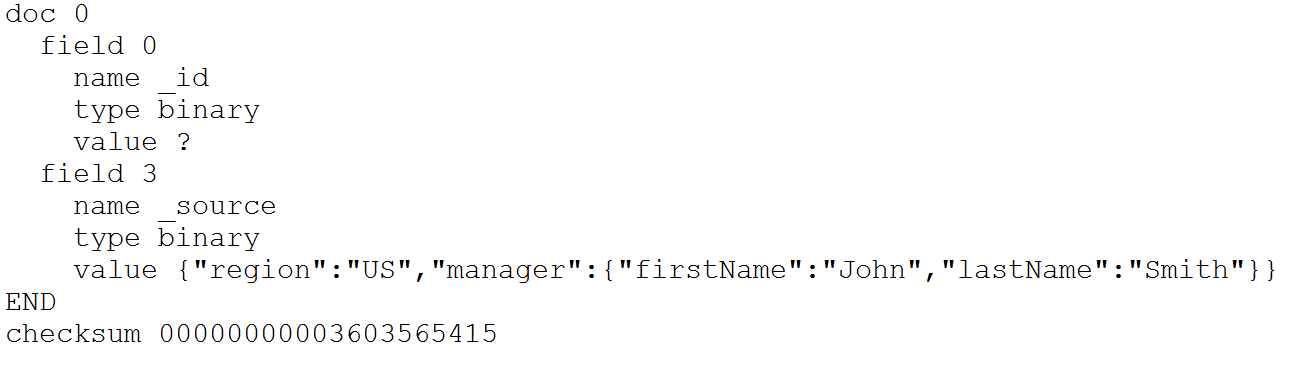 doc 0
  field 0
    name _id
    type binary
    value ?
  field 3
    name _source
    type binary
    value {"region":"US","manager":{"firstName":"John","lastName":"Smith"}}
END
checksum 00000000003603565415